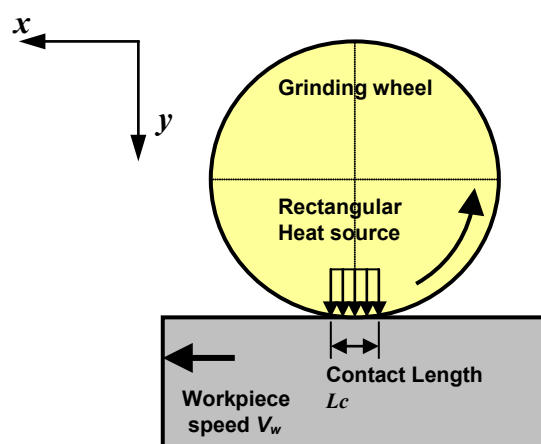 x
y
Grinding wheel
Rectangular
Heat source
Contact Length
Lc
Workpiece
speed Vw